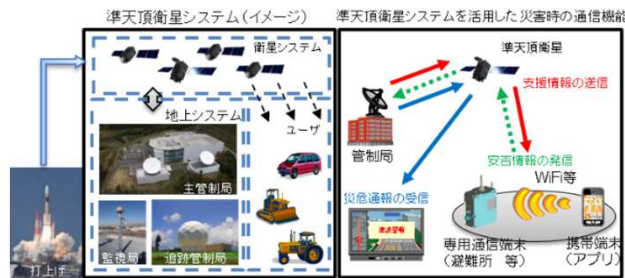 準天頂衛星システム(イメージ)
衛星システム
地上システム
ユーザ
主管制局
監視局
追跡管制局
打上げ
準天頂衛星システムを活用した災害時の通信機能
準天頂衛星
支援情報の送信
管制局
安否情報の発信
WiFi等
災危通報の受信
専用通信端末
(避難所 等)
携帯端末
(アプリ)